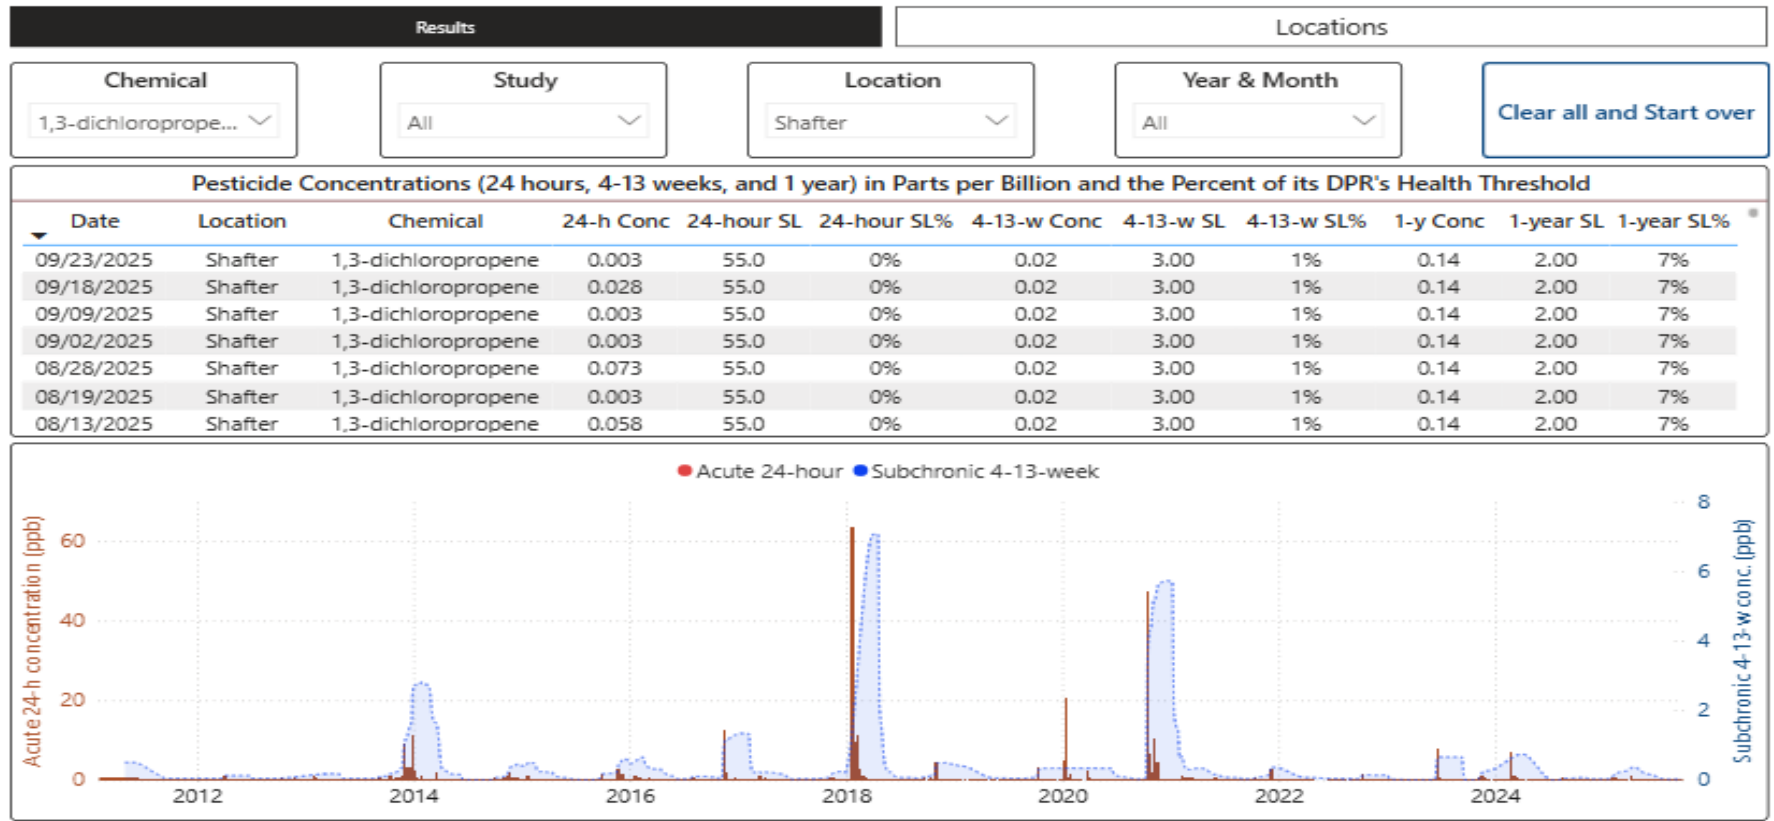 Results Locations
Chemical Study Location Year & Month
1,3-dichloroprope... All Shafter All Clear all and Start over
Pesticide Concentrations (24 hours, 4-13 weeks, and 1 year) in Parts per Billion and the Percent of its DPR's Health Threshold
Date Location Chemical 24-h Conc 24-hour SL 24-hour SL% 4-13-w Conc 4-13-w SL 4-13-w SL% 1-y Conc 1-year SL 1-year SL%
09/23/2025 Shafter 1,3-dichloropropene 0.003 55.0 0% 0.02 3.00 1% 0.14 2.00 7%
09/18/2025 Shafter 1,3-dichloropropene 0.028 55.0 0% 0.02 3.00 1% 0.14 2.00 7%
09/09/2025 Shafter 1,3-dichloropropene 0.003 55.0 0% 0.02 3.00 1% 0.14 2.00 7%
09/02/2025 Shafter 1,3-dichloropropene 0.003 55.0 0% 0.02 3.00 1% 0.14 2.00 7%
08/28/2025 Shafter 1,3-dichloropropene 0.073 55.0 0% 0.02 3.00 1% 0.14 2.00 7%
08/19/2025 Shafter 1,3-dichloropropene 0.003 55.0 0% 0.02 3.00 1% 0.14 2.00 7%
08/13/2025 Shafter 1,3-dichloropropene 0.058 55.0 0% 0.02 3.00 1% 0.14 2.00 7%
Acute 24-hour Subchronic 4-13-week
Acute 24-h concentration (ppb)
60
40
20
0
8
6
4
2
0
Subchronic 4-13-w conc. (ppb)
2012 2014 2016 2018 2020 2022 2024